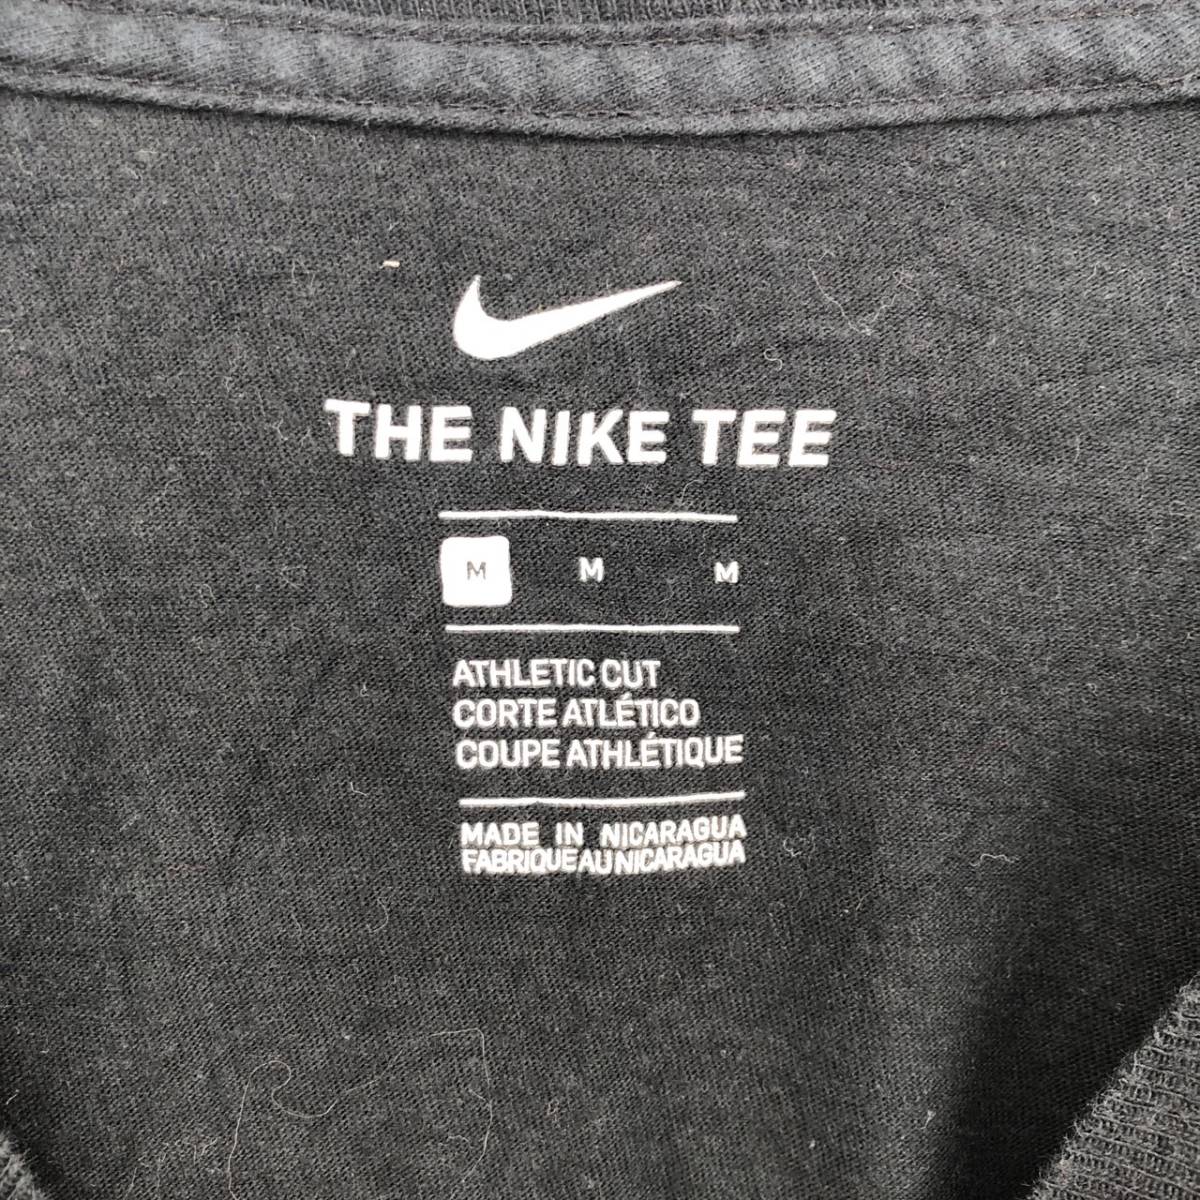 THE NIKE TEE
M M M
ATHLETIC CUT
CORTE ATLÉTICO
COUPE ATHLÉTIQUE
MADE IN NICARAGUA
FABRIQUE AU NICARAGUA